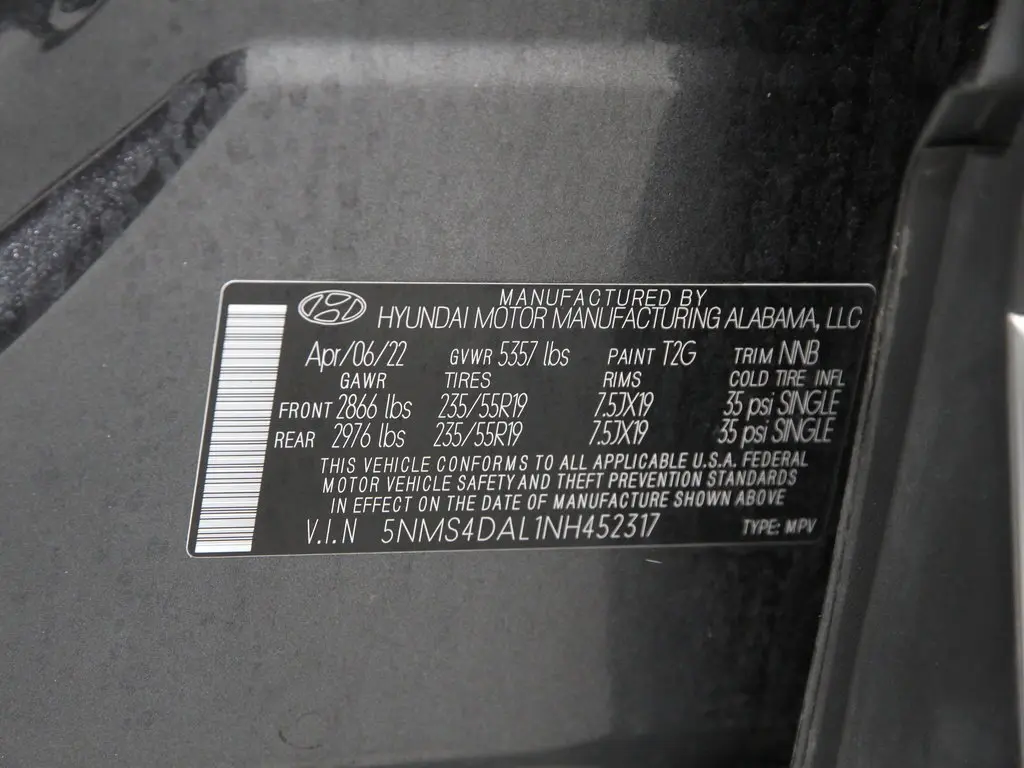 MANUFACTURED BY
HYUNDAI MOTOR MANUFACTURING ALABAMA, LLC
Apr/06/22 GVWR 5357 lbs PAINT T2G TRIM NNB
GAWR TIRES RIMS COLD TIRE INFL
FRONT 2866 lbs 235/55R19 7.5JX19 35 psi SINGLE
REAR 2976 lbs 235/55R19 7.5JX19 35 psi SINGLE
THIS VEHICLE CONFORMS TO ALL APPLICABLE U.S.A. FEDERAL
MOTOR VEHICLE SAFETY AND THEFT PREVENTION STANDARDS
IN EFFECT ON THE DATE OF MANUFACTURE SHOWN ABOVE
V.I.N 5NMS4DAL1NH452317 TYPE: MPV